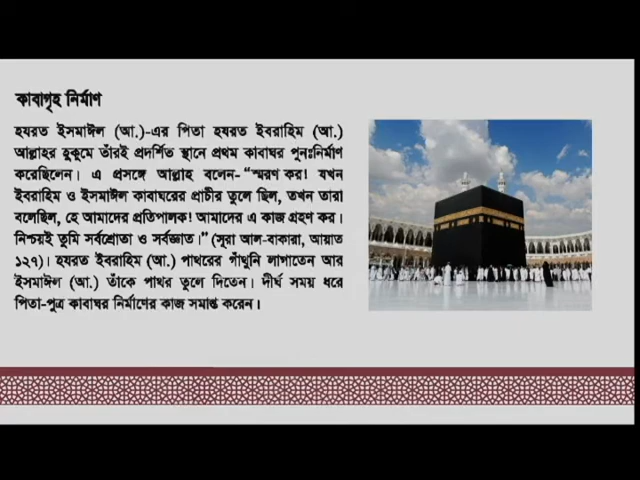 কাবাগৃহ নির্মাণ
হযরত ইসমাঈল (আ.)-এর পিতা হযরত ইবরাহিম (আ.)
আল্লাহর হুকুমে তাঁরই প্রদর্শিত স্থানে প্রথম কাবাঘর পুনঃনির্মাণ
করেছিলেন। এ প্রসঙ্গে আল্লাহ বলেন- “স্মরণ কর! যখন
ইবরাহিম ও ইসমাঈল কাবাঘরের প্রাচীর তুলে ছিল, তখন তারা
বলেছিল, হে আমাদের প্রতিপালক! আমাদের এ কাজ গ্রহণ কর।
নিশ্চয়ই তুমি সর্বশ্রোতা ও সর্বজ্ঞাত।” (সূরা আল-বাকারা, আয়াত
১২৭)। হযরত ইবরাহিম (আ.) পাথরের গাঁথুনি লাগাতেন আর
ইসমাঈল (আ.) তাঁকে পাথর তুলে দিতেন। দীর্ঘ সময় ধরে
পিতা-পুত্র কাবাঘর নির্মাণের কাজ সমাপ্ত করেন।